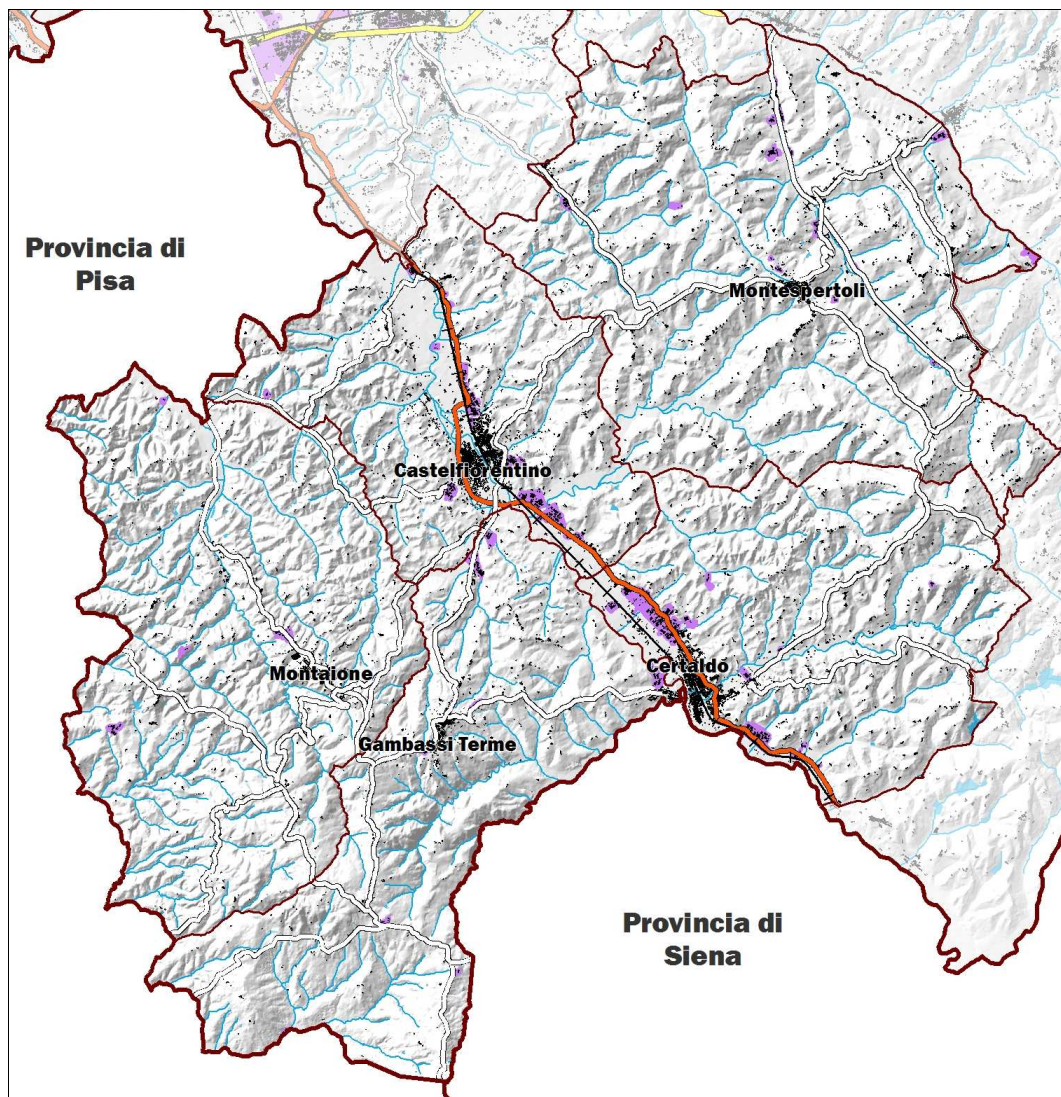 Provincia di
Pisa
Montespertoli
Castelfiorentino
Certaldo
Montaione
Gambassi Terme
Provincia di
Siena